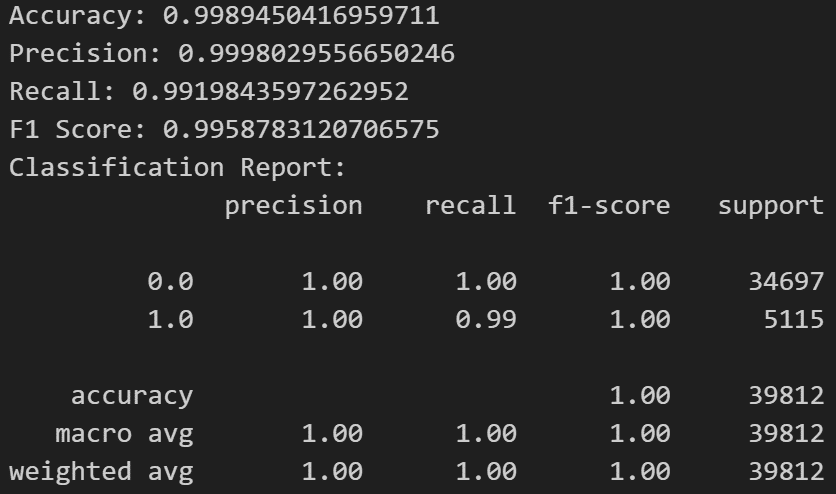 Accuracy: 0.9989450416959711
Precision: 0.9998029556650246
Recall: 0.9919843597262952
F1 Score: 0.9958783120706575
Classification Report:
precision recall f1-score support
0.0 1.00 1.00 1.00 34697
1.0 1.00 0.99 1.00 5115
accuracy 1.00 39812
macro avg 1.00 1.00 1.00 39812
weighted avg 1.00 1.00 1.00 39812